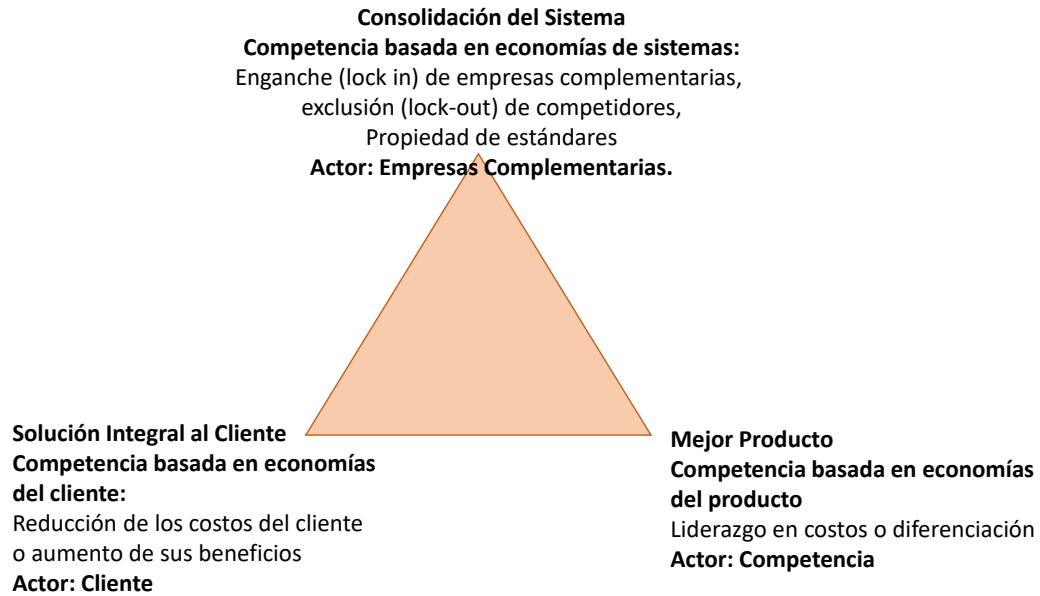 Consolidación del Sistema
Competencia basada en economías de sistemas:
Enganche (lock in) de empresas complementarias,
exclusión (lock-out) de competidores,
Propiedad de estándares
Actor: Empresas Complementarias.
Solución Integral al Cliente
Competencia basada en economías
del cliente:
Reducción de los costos del cliente
o aumento de sus beneficios
Actor: Cliente
Mejor Producto
Competencia basada en economías
del producto
Liderazgo en costos o diferenciación
Actor: Competencia